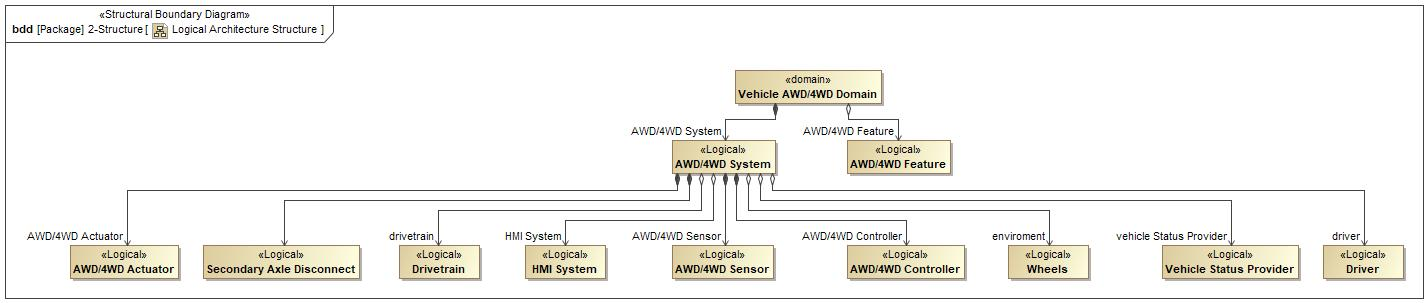 «Structural Boundary Diagram»
bdd [Package] 2-Structure [ Logical Architecture Structure ]
«domain»
Vehicle AWD/4WD Domain
AWD/4WD System
AWD/4WD Feature
«Logical»
AWD/4WD System
«Logical»
AWD/4WD Feature
AWD/4WD Actuator
drivetrain
HMI System
AWD/4WD Sensor
AWD/4WD Controller
enviroment
vehicle Status Provider
driver
«Logical»
AWD/4WD Actuator
«Logical»
Secondary Axle Disconnect
«Logical»
Drivetrain
«Logical»
HMI System
«Logical»
AWD/4WD Sensor
«Logical»
AWD/4WD Controller
«Logical»
Wheels
«Logical»
Vehicle Status Provider
«Logical»
Driver